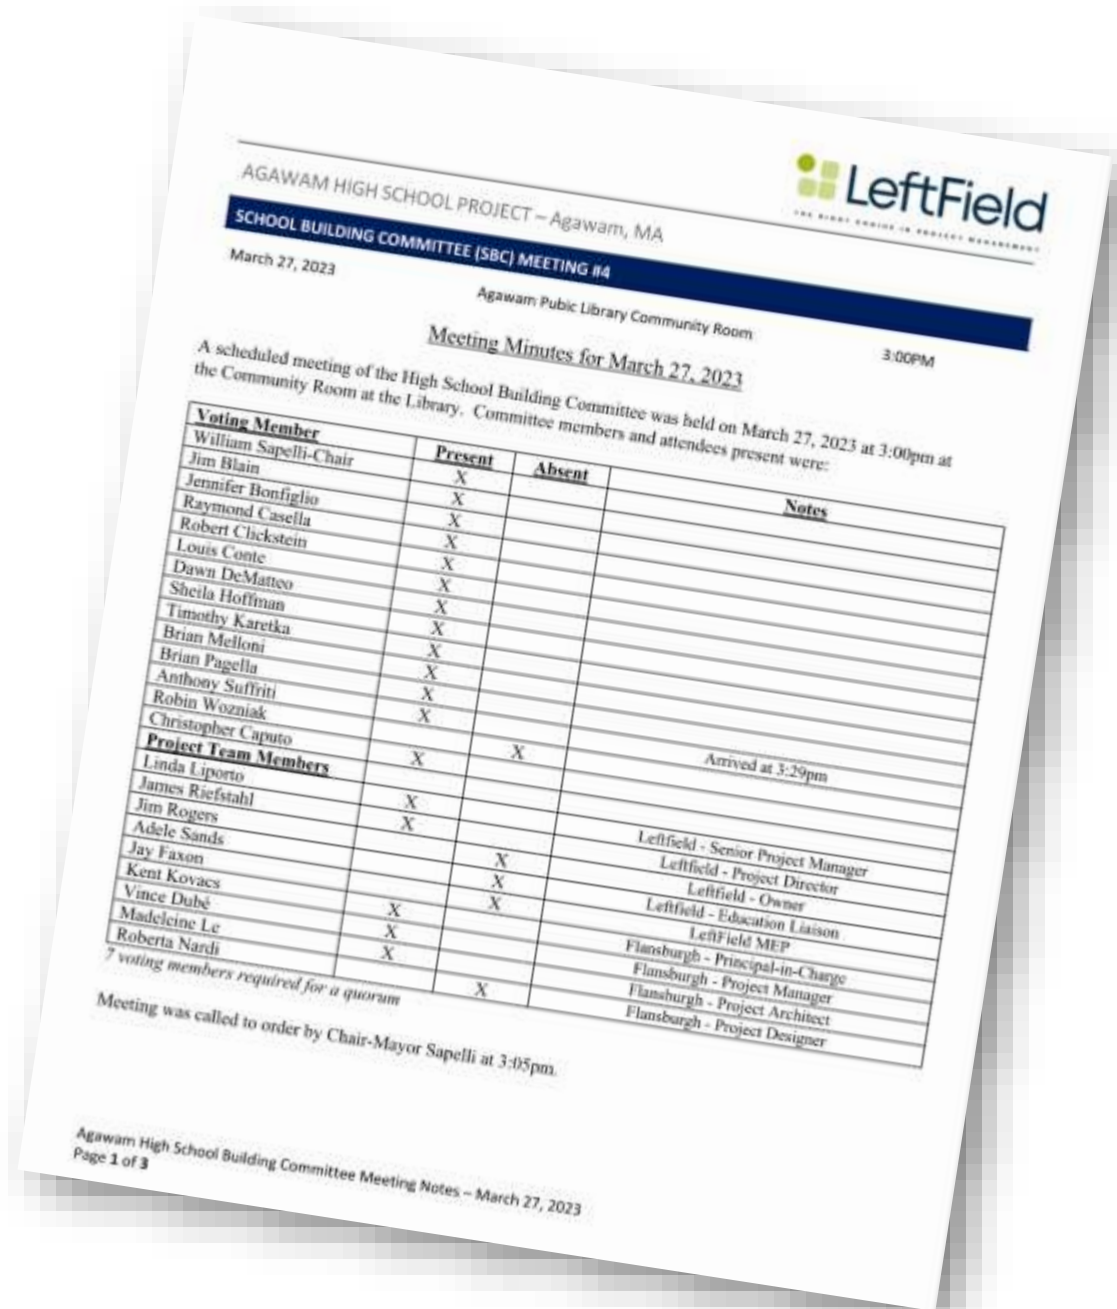 LeftField
THE RIGHT CHOICE IN PROJECT MANAGEMENT
AGAWAM HIGH SCHOOL PROJECT – Agawam, MA
SCHOOL BUILDING COMMITTEE (SBC) MEETING #4
March 27, 2023 Agawam Pubic Library Community Room 3:00PM
Meeting Minutes for March 27, 2023
A scheduled meeting of the High School Building Committee was held on March 27, 2023 at 3:00pm at
the Community Room at the Library. Committee members and attendees present were:
Voting Member Present Absent Notes
William Sapelli-Chair X
Jim Blain X
Jennifer Bonfiglio X
Raymond Casella X
Robert Clickstein X
Louis Conte X
Dawn DeMatteo X
Sheila Hoffman X
Timothy Karetka X
Brian Melloni X
Brian Pagella X
Anthony Suffriti X Arrived at 3:29pm
Robin Wozniak X
Christopher Caputo X
Project Team Members
Linda Liporto X Leftfield - Senior Project Manager
James Riefstahl X Leftfield - Project Director
Jim Rogers X Leftfield - Owner
Adele Sands X Leftfield - Education Liaison
Jay Faxon X LeftField MEP
Kent Kovacs X Flansburgh - Principal-in-Charge
Vince Dubé X Flansburgh - Project Manager
Madeleine Le X Flansburgh - Project Architect
Roberta Nardi X Flansburgh - Project Designer
7 voting members required for a quorum
Meeting was called to order by Chair-Mayor Sapelli at 3:05pm.
Agawam High School Building Committee Meeting Notes – March 27, 2023
Page 1 of 3